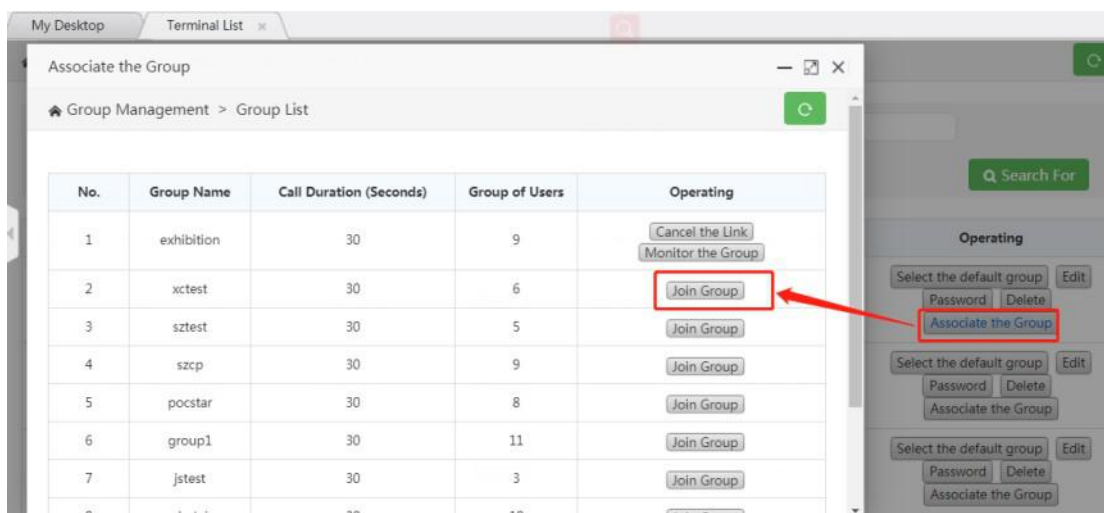 My Desktop
Terminal List
Associate the Group
Group Management > Group List
No. Group Name Call Duration (Seconds) Group of Users Operating
1 exhibition 30 9 Cancel the Link
Monitor the Group
2 xctest 30 6 Join Group
3 sztest 30 5 Join Group
4 szcp 30 9 Join Group
5 pocstar 30 8 Join Group
6 group1 30 11 Join Group
7 jstest 30 3 Join Group
Search For
Operating
Select the default group Edit
Password Delete
Associate the Group
Select the default group Edit
Password Delete
Associate the Group
Select the default group Edit
Password Delete
Associate the Group